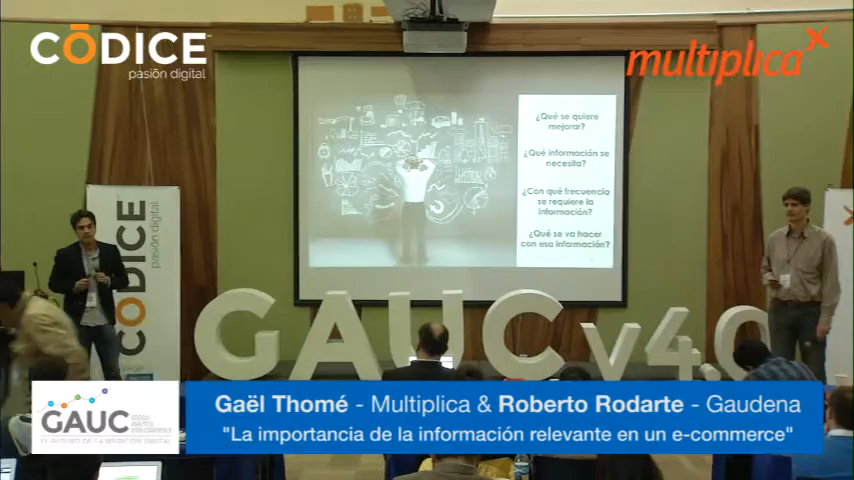 CÓDICE
pasión digital
multiplica
¿Qué se quiere
mejorar?
¿Qué información se
necesita?
¿Con qué frecuencia
se requiere la
información?
¿Qué se va hacer
con esa información?
CÓDICE
pasión digital
GAUC v4.0
GAUC
Gaël Thomé - Multiplica & Roberto Rodarte - Gaudena
"La importancia de la información relevante en un e-commerce"